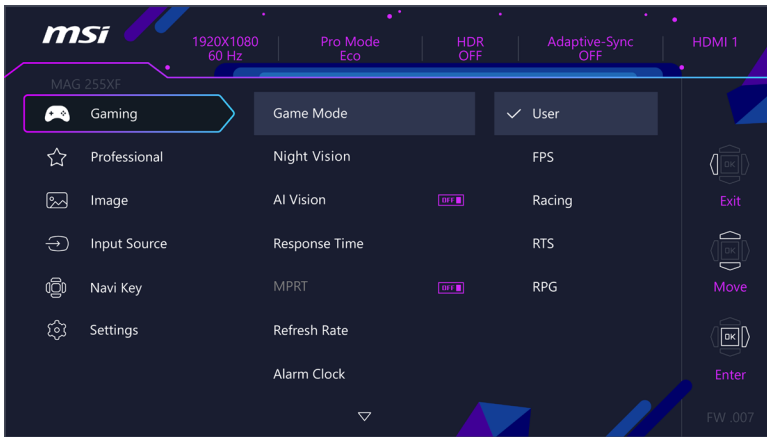 msi
1920X1080
60 Hz
Pro Mode
Eco
HDR
OFF
Adaptive-Sync
OFF
HDMI 1
MAG 255XF
Gaming
Professional
Image
Input Source
Navi Key
Settings
Game Mode
Night Vision
AI Vision OFF
Response Time
MPRT OFF
Refresh Rate
Alarm Clock
User
FPS
Racing
RTS
RPG
OK
Exit
OK
Move
OK
Enter
FW .007